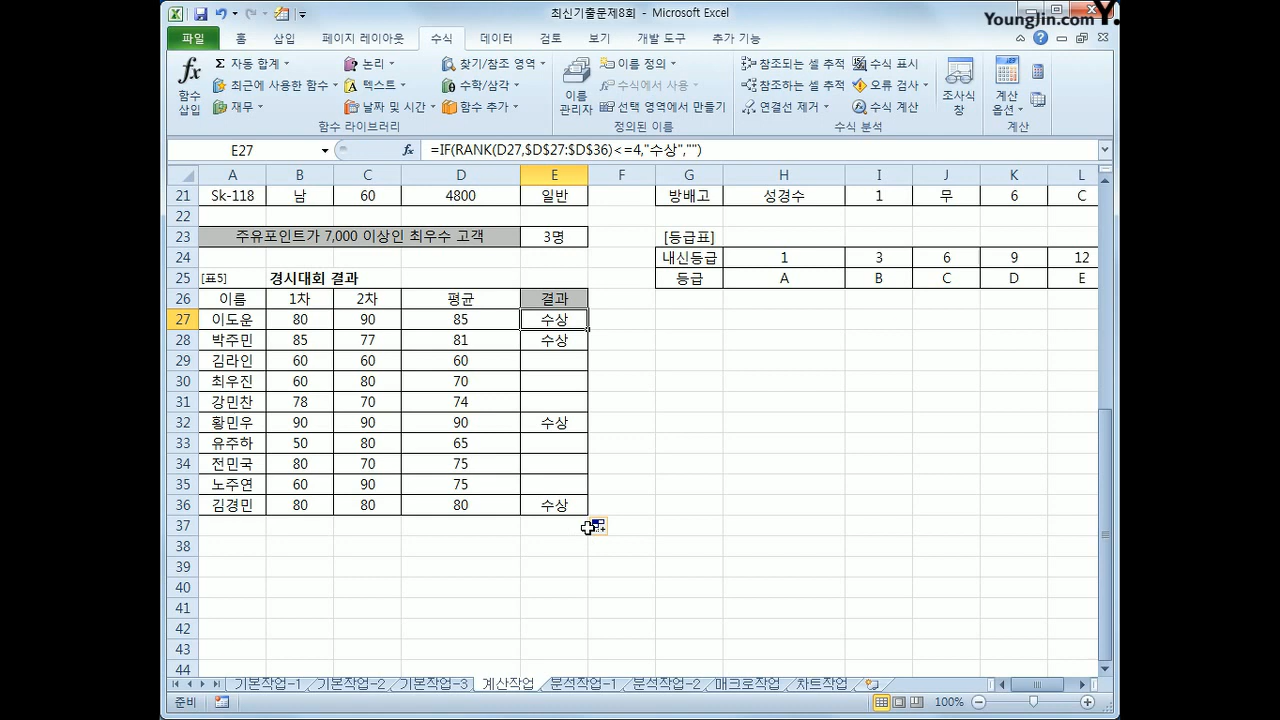 최신기출문제8회 - Microsoft Excel
YoungJin.com Y.
파일 홈 삽입 페이지 레이아웃 수식 데이터 검토 보기 개발 도구 추가 기능
fx 함수 삽입
Σ 자동 합계 논리 찾기/참조 영역
최근에 사용한 함수 텍스트 수학/삼각
재무 날짜 및 시간 함수 추가
함수 라이브러리
이름 관리자
이름 정의
수식에서 사용
선택 영역에서 만들기
정의된 이름
참조되는 셀 추적 수식 표시
참조하는 셀 추적 오류 검사
연결선 제거 수식 계산
수식 분석
조사식 창
계산 옵션
계산
E27 fx =IF(RANK(D27,$D$27:$D$36)<=4,"수상","")
A B C D E F G H I J K L
21 Sk-118 남 60 4800 일반 방배고 성경수 1 무 6 C
22
23 주유포인트가 7,000 이상인 최우수 고객 3명 [등급표]
24 내신등급 1 3 6 9 12
25 [표5] 경시대회 결과 등급 A B C D E
26 이름 1차 2차 평균 결과
27 이도운 80 90 85 수상
28 박주민 85 77 81 수상
29 김라인 60 60 60
30 최우진 60 80 70
31 강민찬 78 70 74
32 황민우 90 90 90 수상
33 유주하 50 80 65
34 전민국 80 70 75
35 노주연 60 90 75
36 김경민 80 80 80 수상
37
38
39
40
41
42
43
44
기본작업-1 기본작업-2 기본작업-3 계산작업 분석작업-1 분석작업-2 매크로작업 차트작업
준비 100%